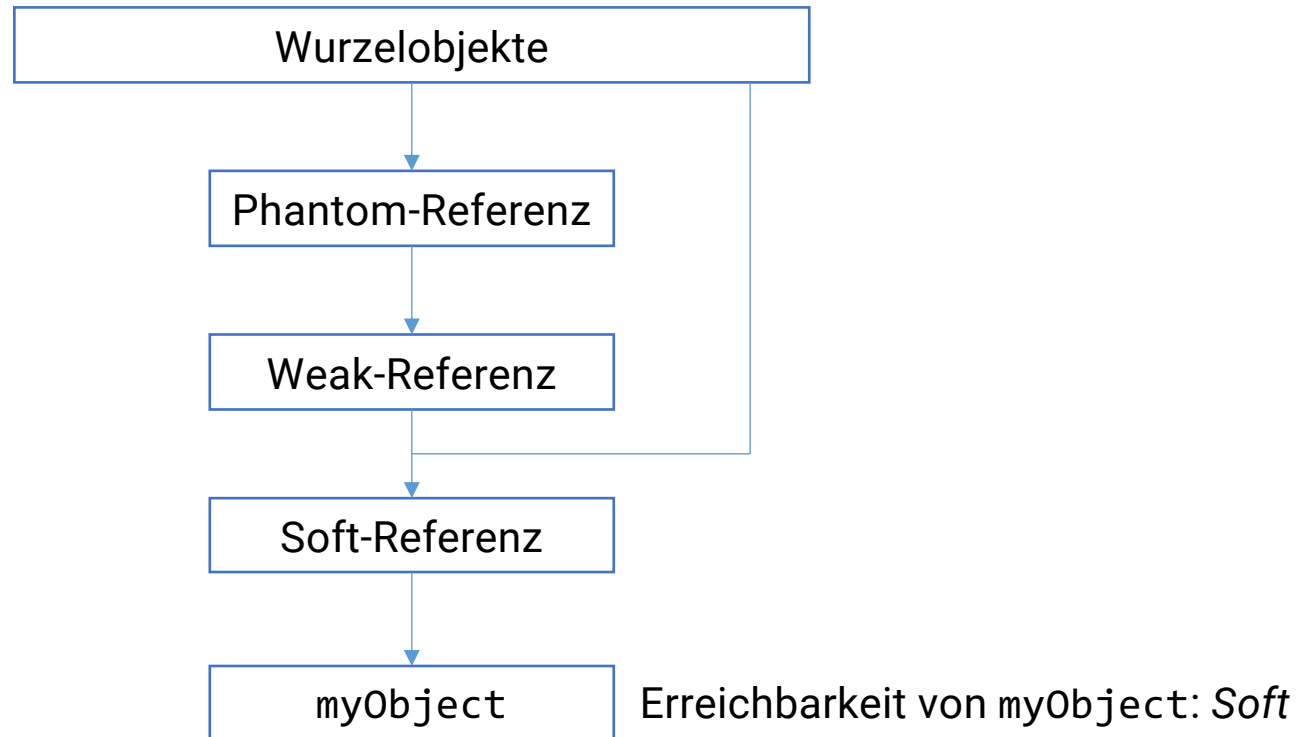 Wurzelobjekte
Phantom-Referenz
Weak-Referenz
Soft-Referenz
myObject
Erreichbarkeit von myObject: Soft